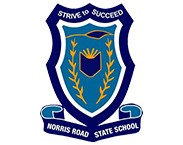 STRIVE to SUCCEED
NORRIS ROAD STATE SCHOOL